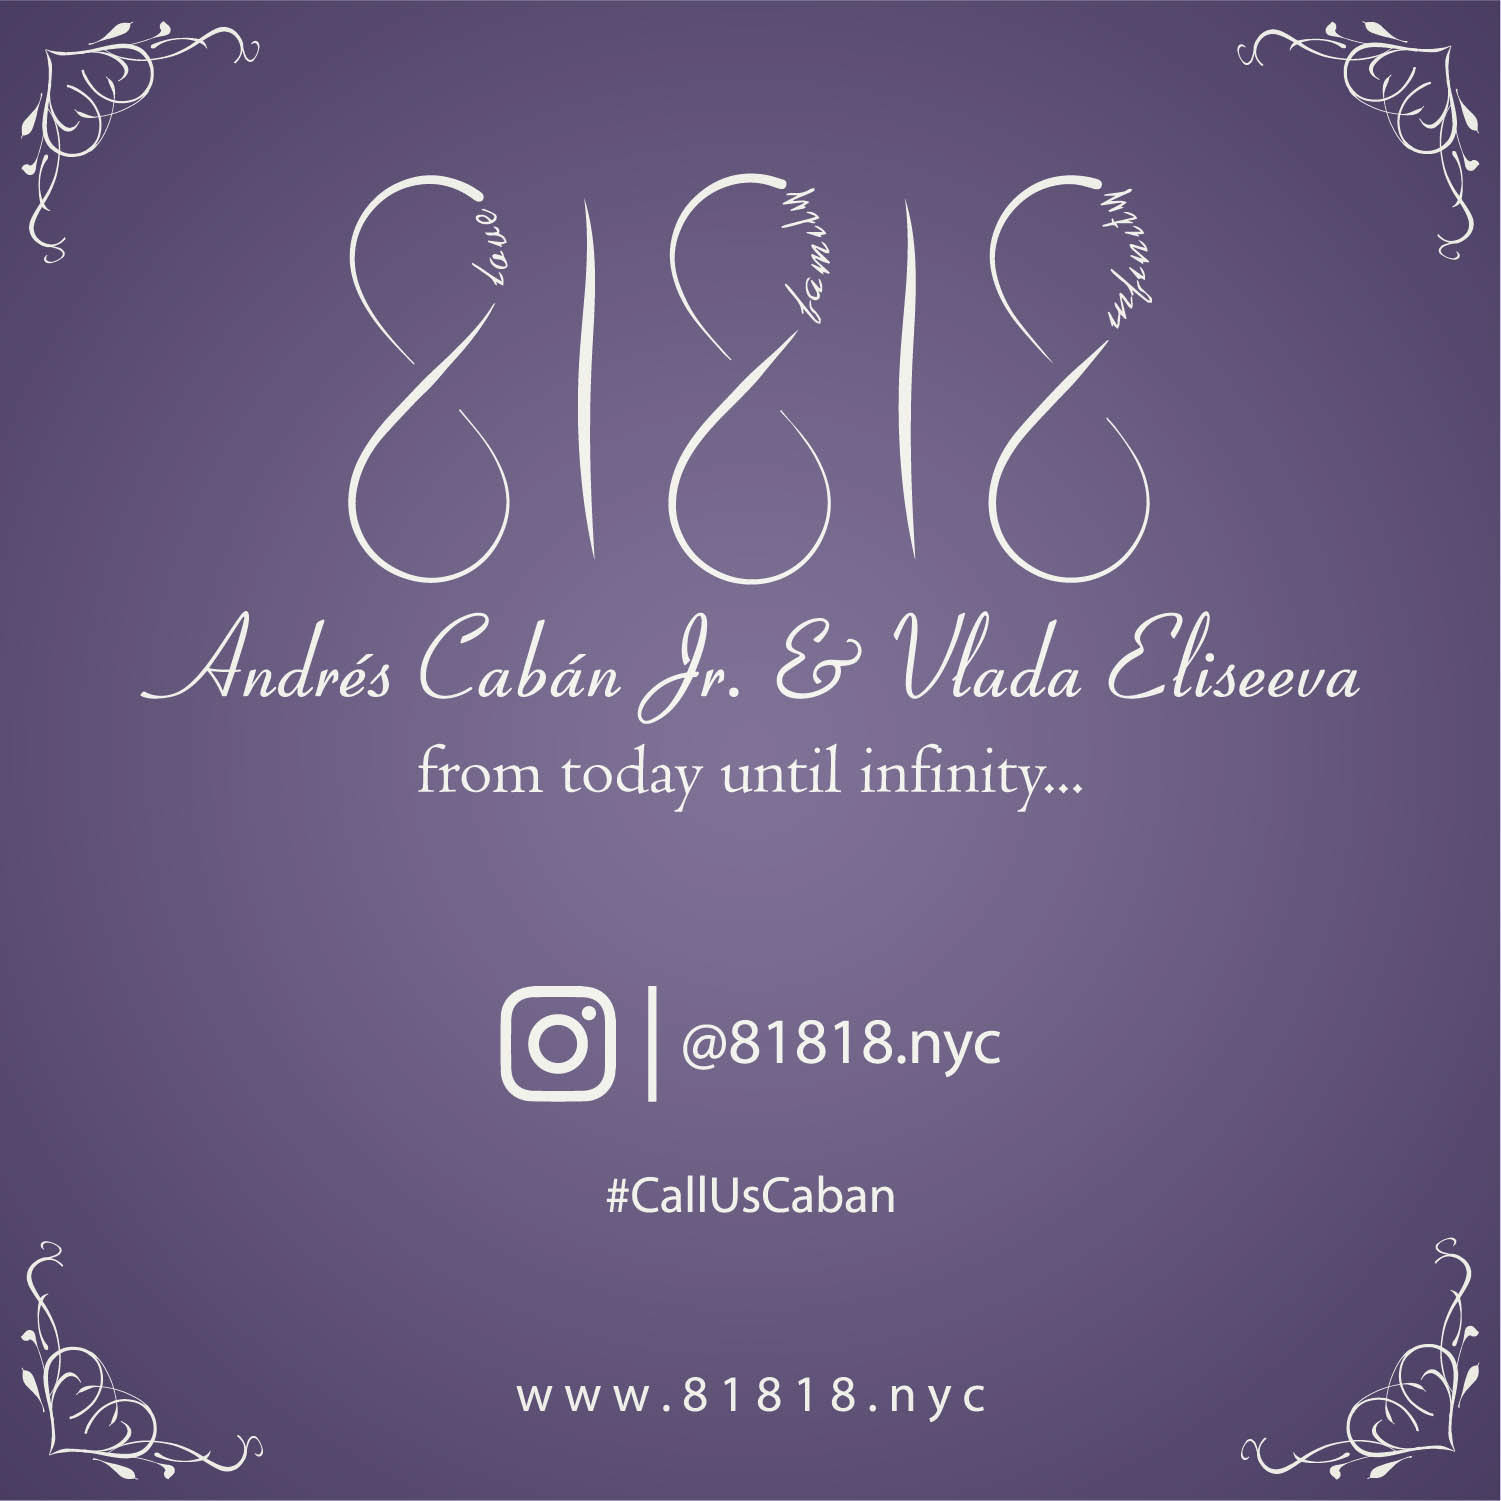 81818
love family infinity
Andrés Cabán Jr. & Vlada Eliseeva
from today until infinity...
@81818.nyc
#CallUsCaban
www.81818.nyc